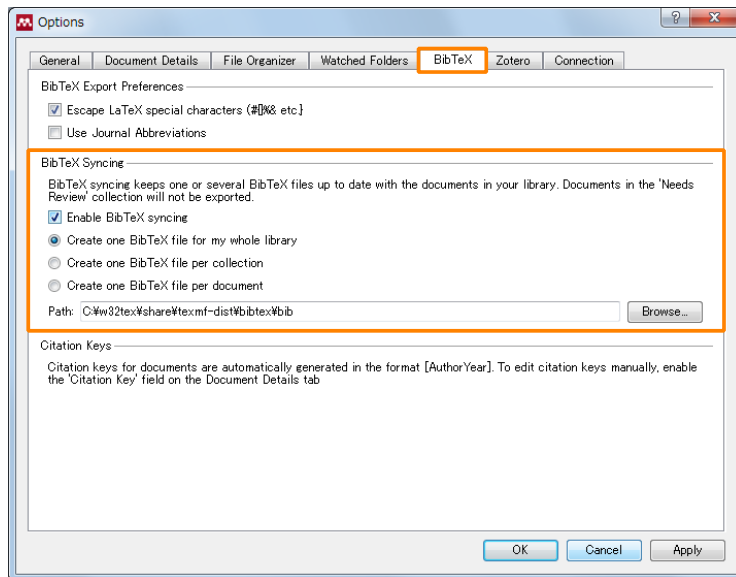 Options
General Document Details File Organizer Watched Folders BibTeX Zotero Connection
BibTeX Export Preferences
Escape LaTeX special characters (#[]%& etc.}
Use Journal Abbreviations
BibTeX Syncing
BibTeX syncing keeps one or several BibTeX files up to date with the documents in your library. Documents in the 'Needs
Review' collection will not be exported.
Enable BibTeX syncing
Create one BibTeX file for my whole library
Create one BibTeX file per collection
Create one BibTeX file per document
Path: C:¥w32tex¥share¥texmf-dist¥bibtex¥bib Browse...
Citation Keys
Citation keys for documents are automatically generated in the format [AuthorYear]. To edit citation keys manually, enable
the 'Citation Key' field on the Document Details tab
OK Cancel Apply